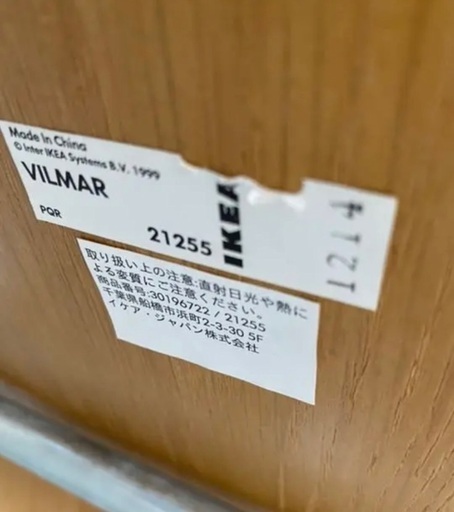 Made in China
© Inter IKEA Systems B.V. 1999
VILMAR
PQR
21255
IKEA
1214
取り扱い上の注意:直射日光や熱に
よる変質にご注意ください。
商品番号:30196722 / 21255
千葉県船橋市浜町2-3-30 5F
イケア・ジャパン株式会社